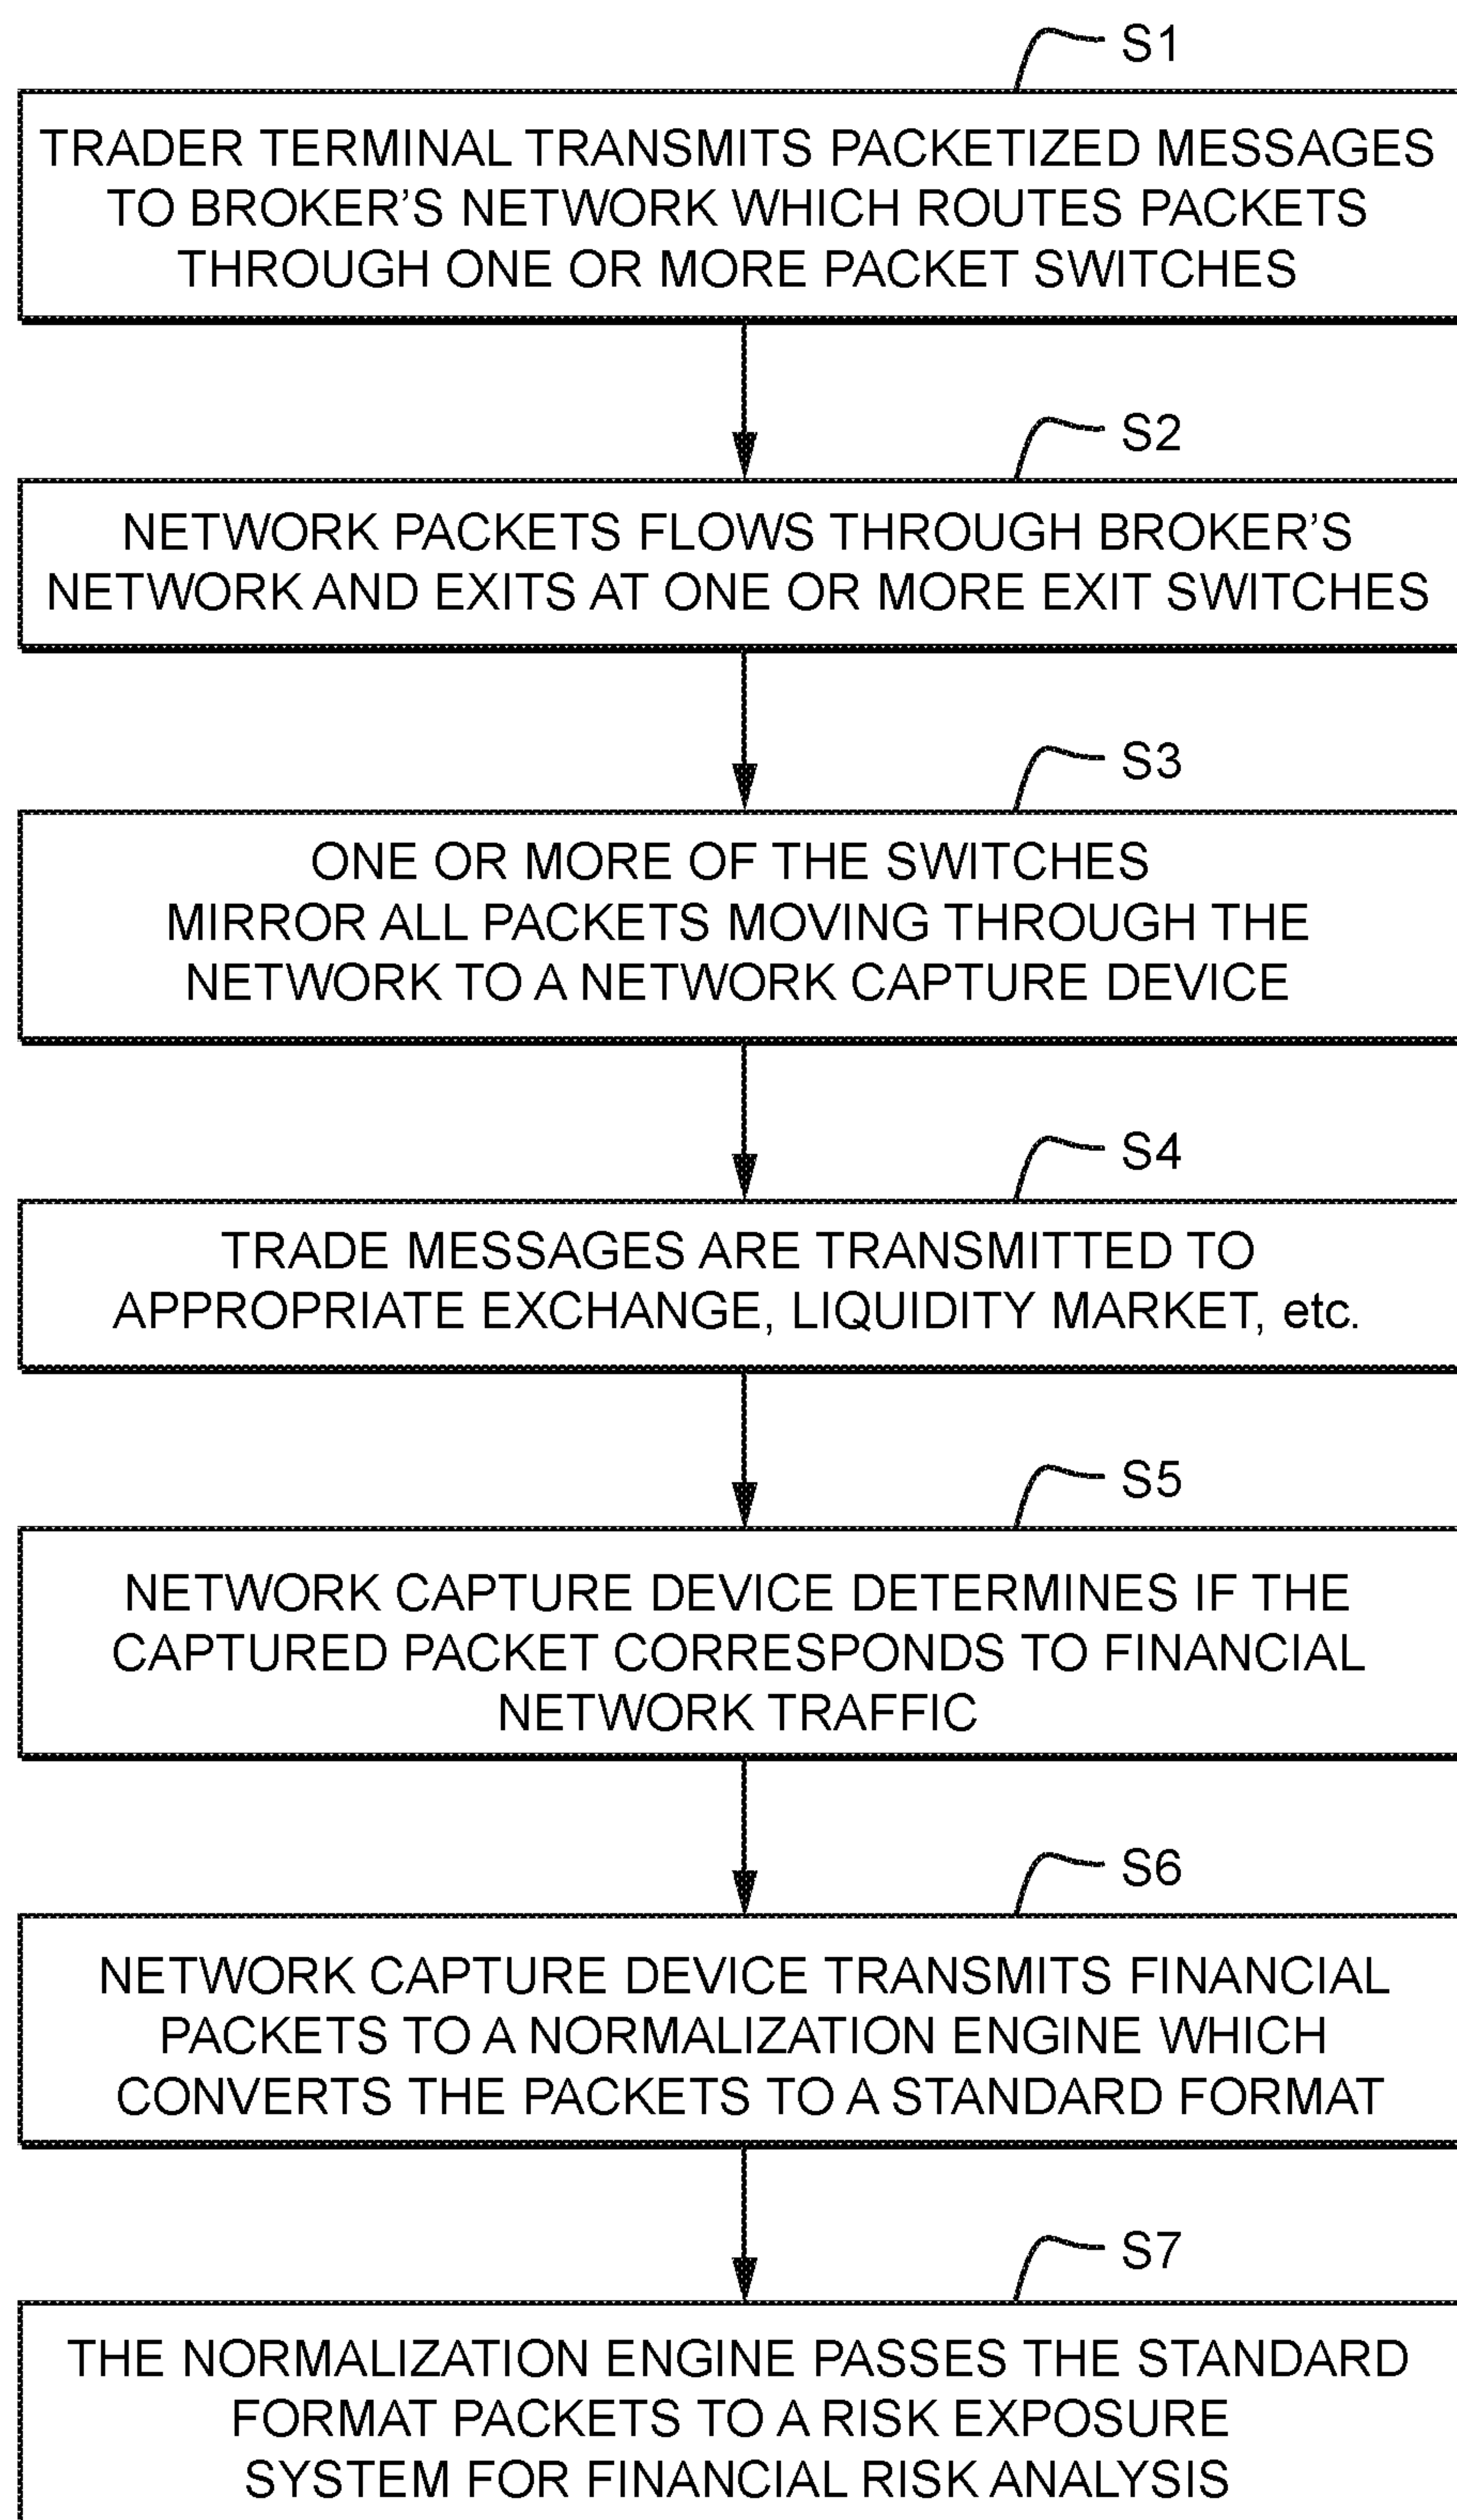 S1
TRADER TERMINAL TRANSMITS PACKETIZED MESSAGES
TO BROKER'S NETWORK WHICH ROUTES PACKETS
THROUGH ONE OR MORE PACKET SWITCHES
S2
NETWORK PACKETS FLOWS THROUGH BROKER'S
NETWORK AND EXITS AT ONE OR MORE EXIT SWITCHES
S3
ONE OR MORE OF THE SWITCHES
MIRROR ALL PACKETS MOVING THROUGH THE
NETWORK TO A NETWORK CAPTURE DEVICE
S4
TRADE MESSAGES ARE TRANSMITTED TO
APPROPRIATE EXCHANGE, LIQUIDITY MARKET, etc.
S5
NETWORK CAPTURE DEVICE DETERMINES IF THE
CAPTURED PACKET CORRESPONDS TO FINANCIAL
NETWORK TRAFFIC
S6
NETWORK CAPTURE DEVICE TRANSMITS FINANCIAL
PACKETS TO A NORMALIZATION ENGINE WHICH
CONVERTS THE PACKETS TO A STANDARD FORMAT
S7
THE NORMALIZATION ENGINE PASSES THE STANDARD
FORMAT PACKETS TO A RISK EXPOSURE
SYSTEM FOR FINANCIAL RISK ANALYSIS